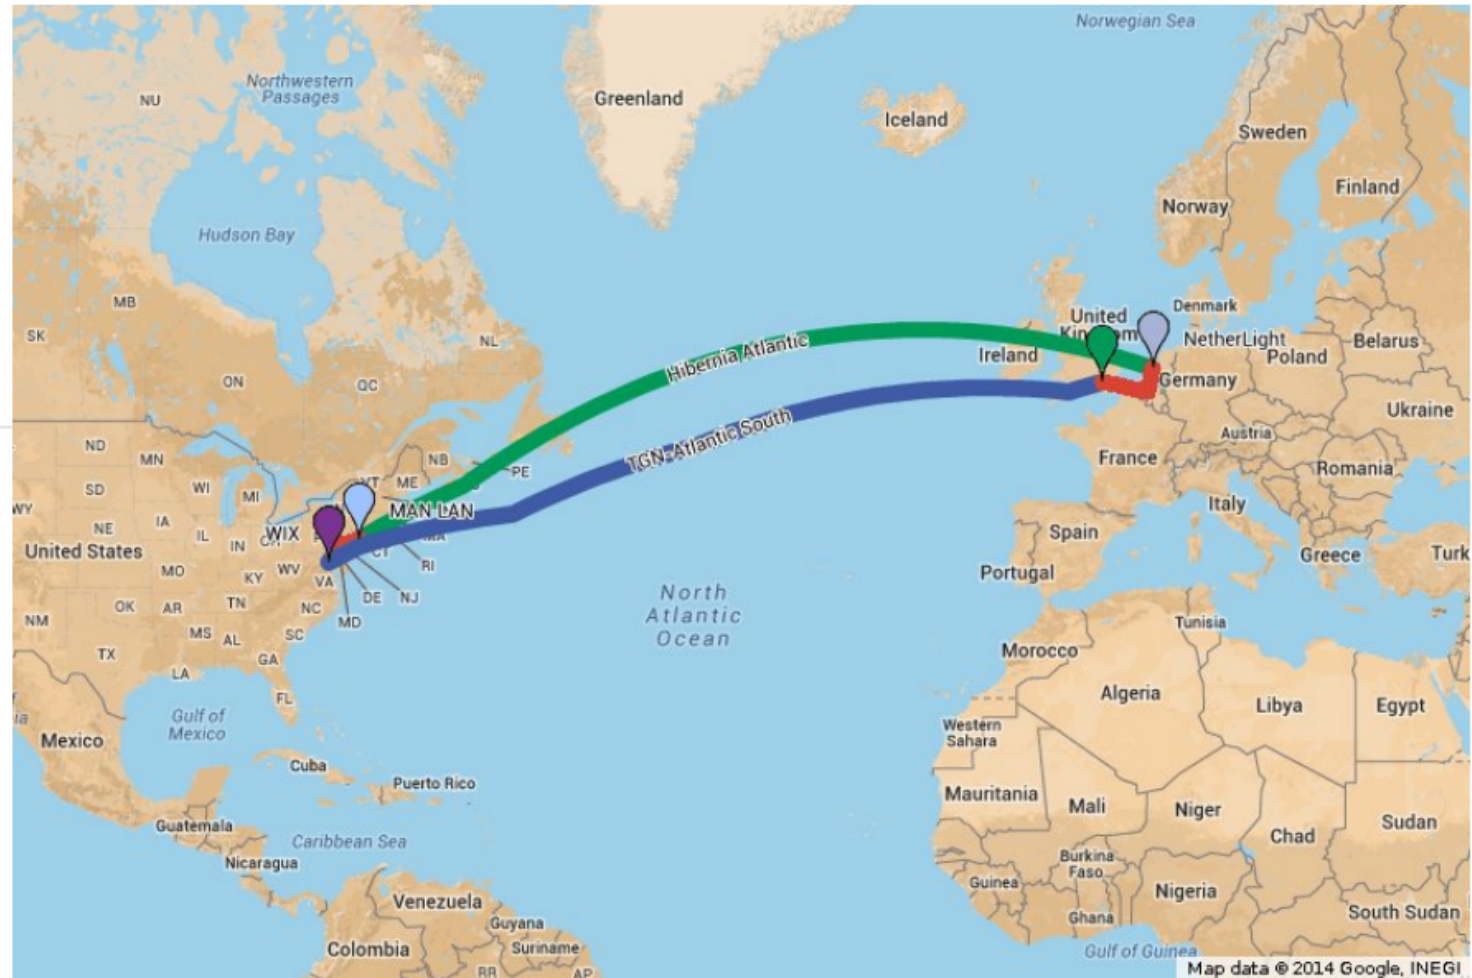 Norwegian Sea
Northwestern
Passages
NU
Greenland
Iceland
Sweden
Finland
Norway
Hudson Bay
MB
SK
NL
ON
QC
United
Kingdom
Denmark
NetherLight
Ireland
Poland
Belarus
Germany
Hibernia Atlantic
TGN-Atlantic South
Ukraine
Austria
France
Romania
Italy
Spain
Portugal
Greece
Turk
ND
MN
SD
WI
MI
NB
PE
ME
VT
MAN LAN
WIX
WY
NE
IA
IL
IN
OH
United States
MA
CT
RI
MO
KY
WV
VA
DE
NJ
MD
NM
OK
AR
TN
NC
MS
AL
SC
TX
LA
GA
FL
North
Atlantic
Ocean
Tunisia
Morocco
Algeria
Libya
Egypt
Western
Sahara
Gulf of
Mexico
Mexico
Cuba
Puerto Rico
Mauritania
Mali
Niger
Chad
Sudan
Guatemala
Caribbean Sea
Nicaragua
Burkina
Faso
Guinea
Nigeria
Ghana
South Sudan
Venezuela
Guyana
Suriname
Colombia
RR
AP
Gulf of Guinea
Map data © 2014 Google, INEGI